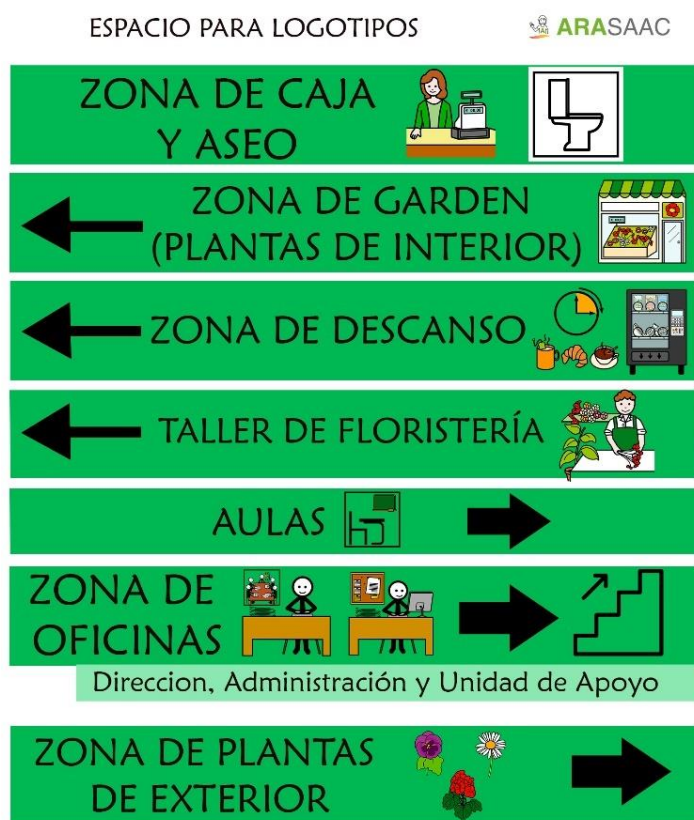 ESPACIO PARA LOGOTIPOS
ARASAAC
ZONA DE CAJA
Y ASEO
ZONA DE GARDEN
(PLANTAS DE INTERIOR)
ZONA DE DESCANSO
TALLER DE FLORISTERÍA
AULAS
ZONA DE
OFICINAS
Direccion, Administración y Unidad de Apoyo
ZONA DE PLANTAS
DE EXTERIOR